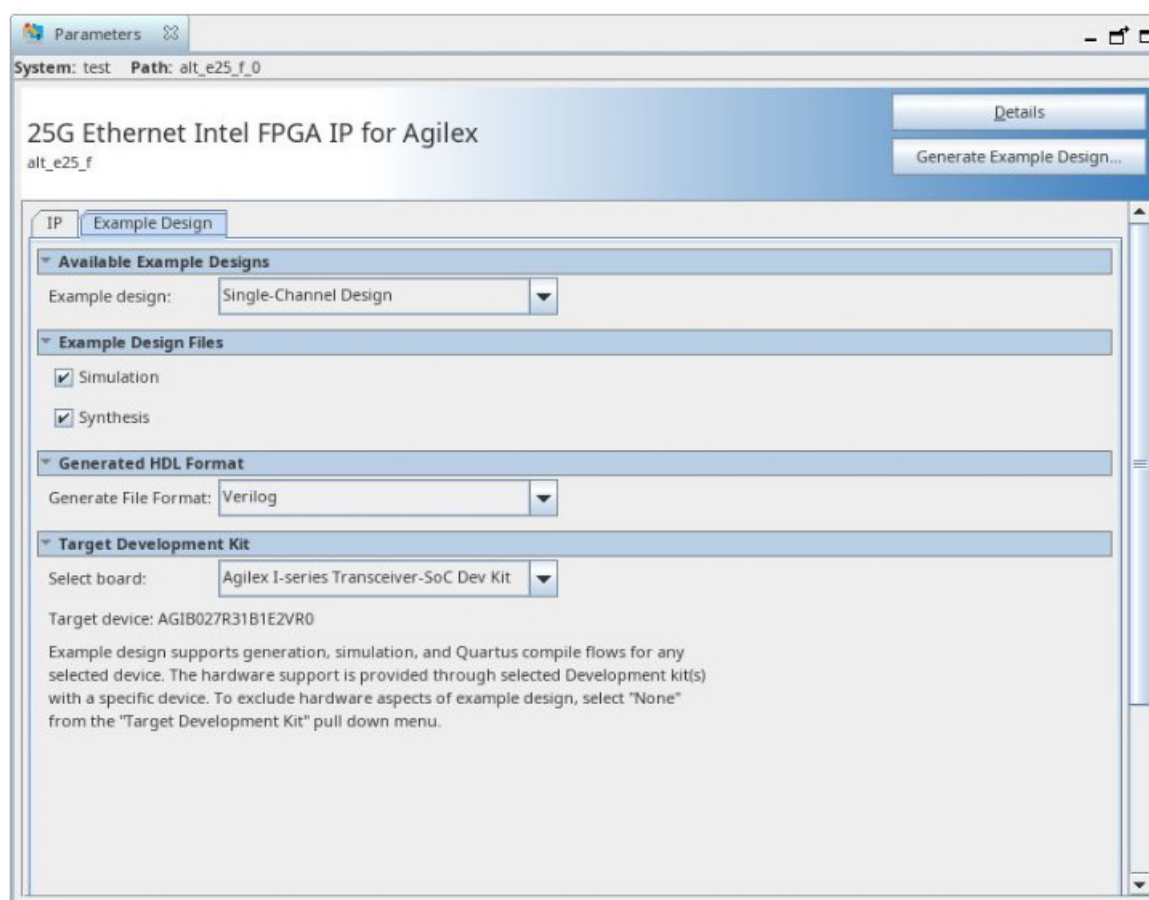 Parameters
System: test Path: alt_e25_f_0
25G Ethernet Intel FPGA IP for Agilex
alt_e25_f
Details
Generate Example Design...
IP
Example Design
Available Example Designs
Example design:
Single-Channel Design
Example Design Files
Simulation
Synthesis
Generated HDL Format
Generate File Format:
Verilog
Target Development Kit
Select board:
Agilex I-series Transceiver-SoC Dev Kit
Target device: AGIB027R31B1E2VR0
Example design supports generation, simulation, and Quartus compile flows for any
selected device. The hardware support is provided through selected Development kit(s)
with a specific device. To exclude hardware aspects of example design, select "None"
from the "Target Development Kit" pull down menu.